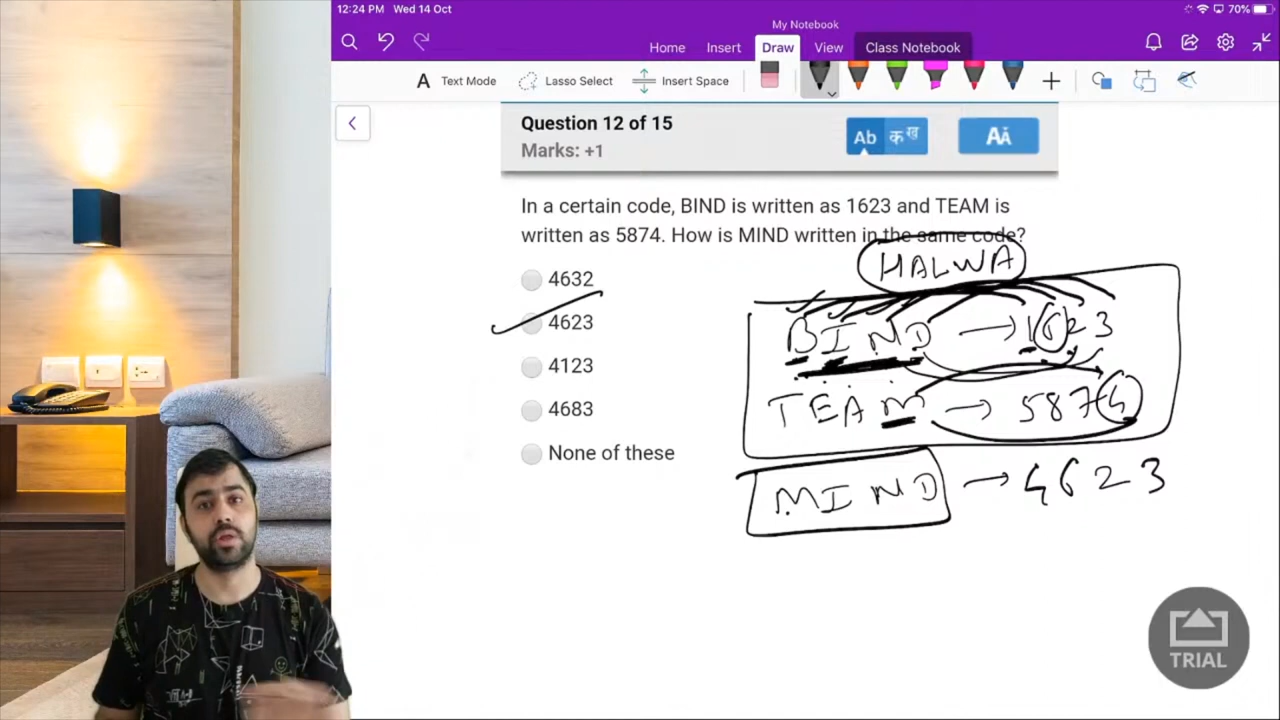 12:24 PM Wed 14 Oct
70%
My Notebook
Home Insert Draw View Class Notebook
A Text Mode Lasso Select Insert Space
Question 12 of 15
Marks: +1
Ab क ख
AA
In a certain code, BIND is written as 1623 and TEAM is
written as 5874. How is MIND written in the same code?
HALWA
4632
4623
4123
4683
None of these
BIND → 1623
TEAM → 5874
MIND → 4623
TRIAL